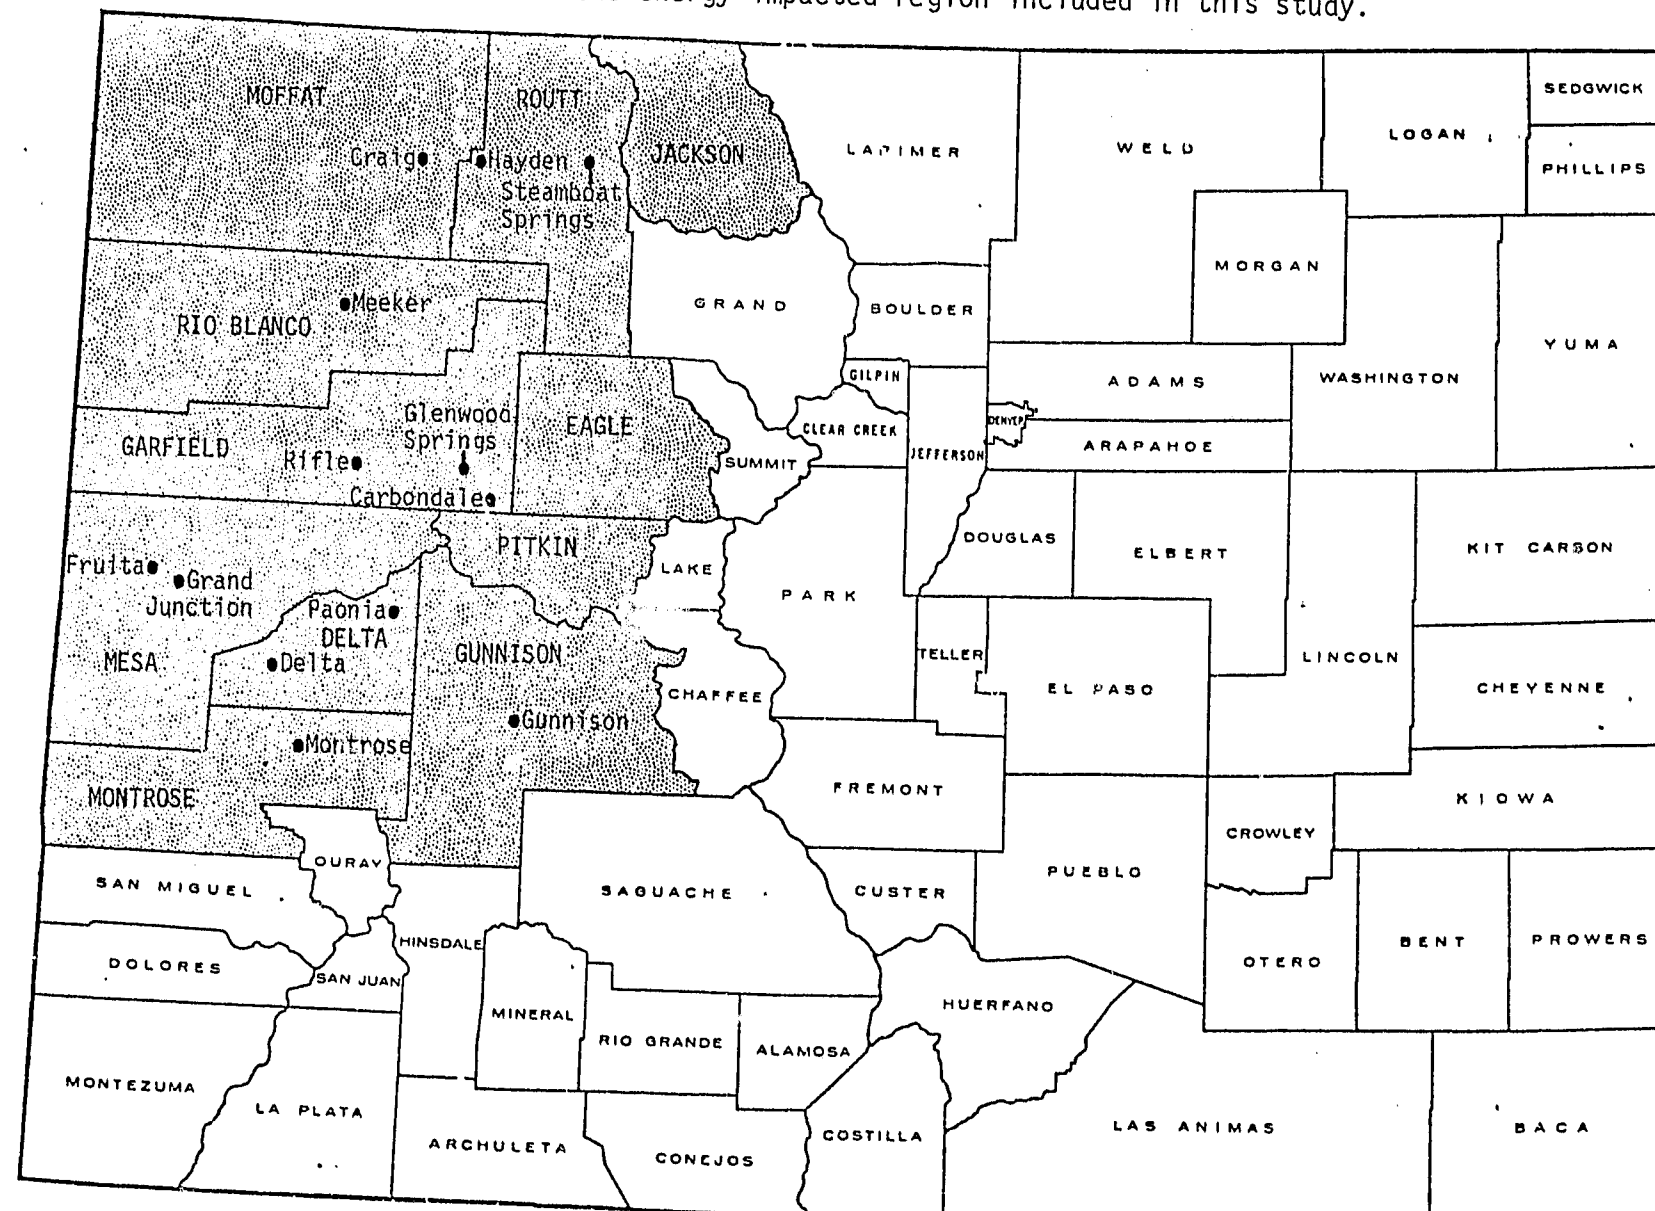 energy impacted region included in this study.
MOFFAT
ROUTT
JACKSON
LARIMER
WELD
LOGAN
SEDGWICK
PHILLIPS
Craig
Hayden
Steamboat
Springs
MORGAN
GRAND
BOULDER
Meeker
RIO BLANCO
YUMA
GILPIN
ADAMS
WASHINGTON
Glenwood
Springs
EAGLE
CLEAR CREEK
DENVER
ARAPAHOE
GARFIELD
Rifle
SUMMIT
JEFFERSON
Carbondale
PITKIN
DOUGLAS
ELBERT
KIT CARSON
Fruita
Grand
Junction
LAKE
PARK
Paonia
DELTA
Delta
MESA
GUNNISON
TELLER
LINCOLN
CHAFFEE
EL PASO
CHEYENNE
Gunnison
Montrose
MONTROSE
FREMONT
KIOWA
CROWLEY
OURAY
SAN MIGUEL
SAGUACHE
CUSTER
PUEBLO
HINSDALE
BENT
PROWERS
DOLORES
SAN JUAN
OTERO
MINERAL
HUERFANO
RIO GRANDE
ALAMOSA
MONTEZUMA
LA PLATA
ARCHULETA
CONEJOS
COSTILLA
LAS ANIMAS
BACA